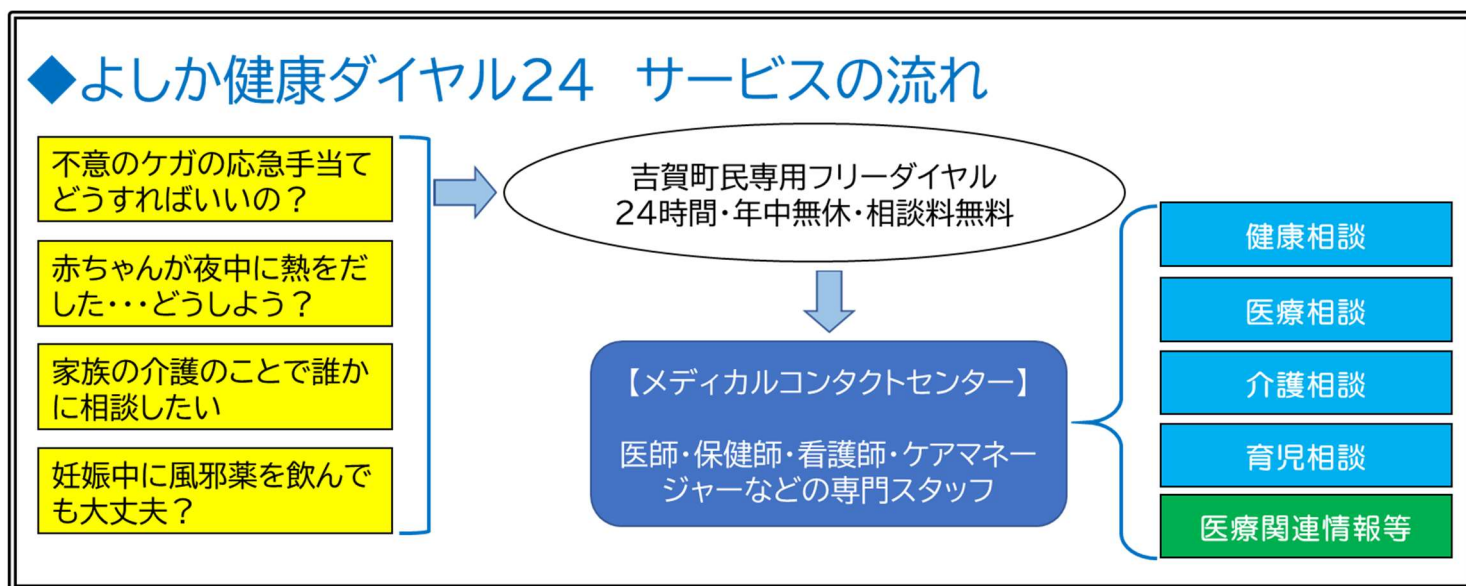 ◆よしか健康ダイヤル24　サービスの流れ
不意のケガの応急手当て
どうすればいいの？
赤ちゃんが夜中に熱をだ
した・・・どうしよう？
家族の介護のことで誰か
に相談したい
妊娠中に風邪薬を飲んで
も大丈夫？
吉賀町民専用フリーダイヤル
24時間・年中無休・相談料無料
【メディカルコンタクトセンター】
医師・保健師・看護師・ケアマネー
ジャーなどの専門スタッフ
健康相談
医療相談
介護相談
育児相談
医療関連情報等